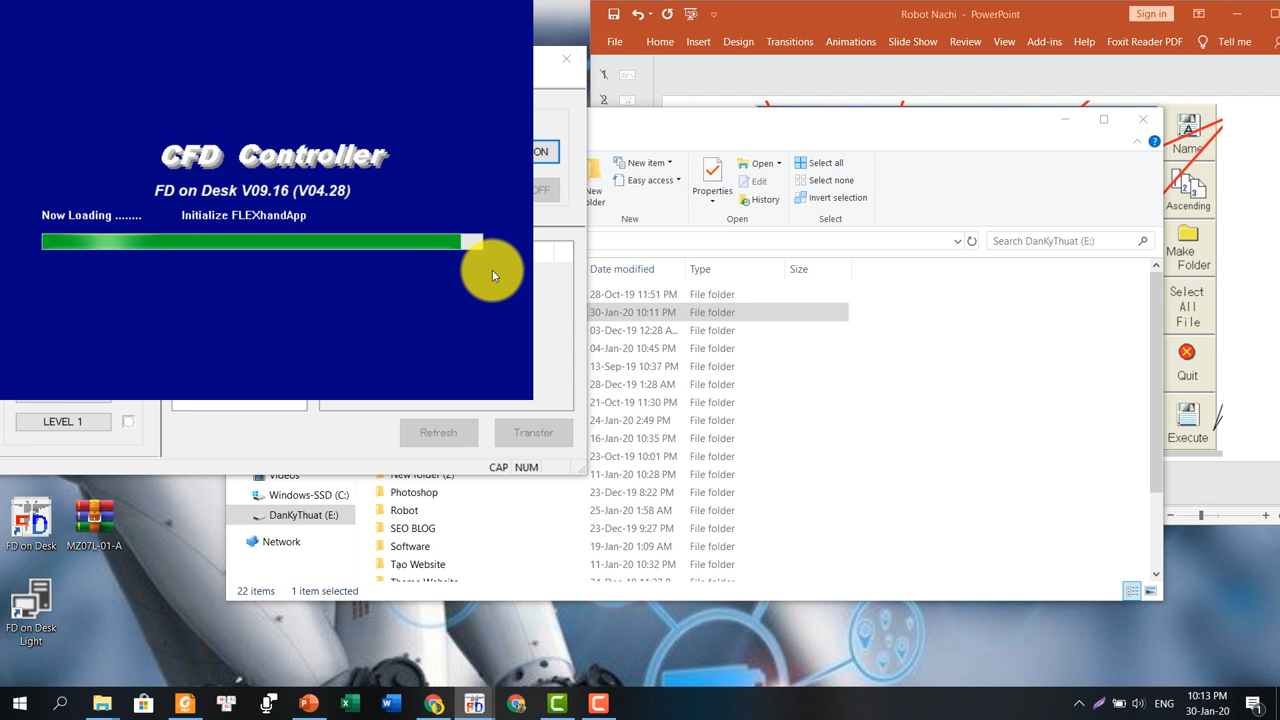 CFD Controller
FD on Desk V09.16 (V04.28)
Now Loading ........ Initialize FLEXhandApp
ON
OFF
LEVEL 1
Refresh
Transfer
CAP NUM
Robot Nachi - PowerPoint
Sign in
File Home Insert Design Transitions Animations Slide Show Review View Add-ins Help Foxit Reader PDF Tell me
New item
Easy access
New
Properties
Open
Edit
History
Open
Select all
Select none
Invert selection
Select
Search DanKyThuat (E:)
Date modified Type Size
28-Oct-19 11:51 PM File folder
30-Jan-20 10:11 PM File folder
03-Dec-19 12:28 A... File folder
04-Jan-20 10:45 PM File folder
13-Sep-19 10:37 PM File folder
28-Dec-19 1:28 AM File folder
21-Oct-19 11:30 PM File folder
24-Jan-20 2:49 PM File folder
16-Jan-20 10:35 PM File folder
23-Oct-19 10:01 PM File folder
New folder (2) 11-Jan-20 10:28 PM File folder
Photoshop 23-Dec-19 8:22 PM File folder
Robot 25-Jan-20 1:58 AM File folder
SEO BLOG 23-Dec-19 9:27 PM File folder
Software 19-Jan-20 1:09 AM File folder
Tạo Website 11-Jan-20 10:32 PM File folder
Videos
Windows-SSD (C:)
DanKyThuat (E:)
Network
22 items 1 item selected
Name
Ascending
Make
Folder
Select
All
File
Quit
Execute
FD on Desk
MZ07L-01-A
FD on Desk
Light
ENG
10:13 PM
30-Jan-20